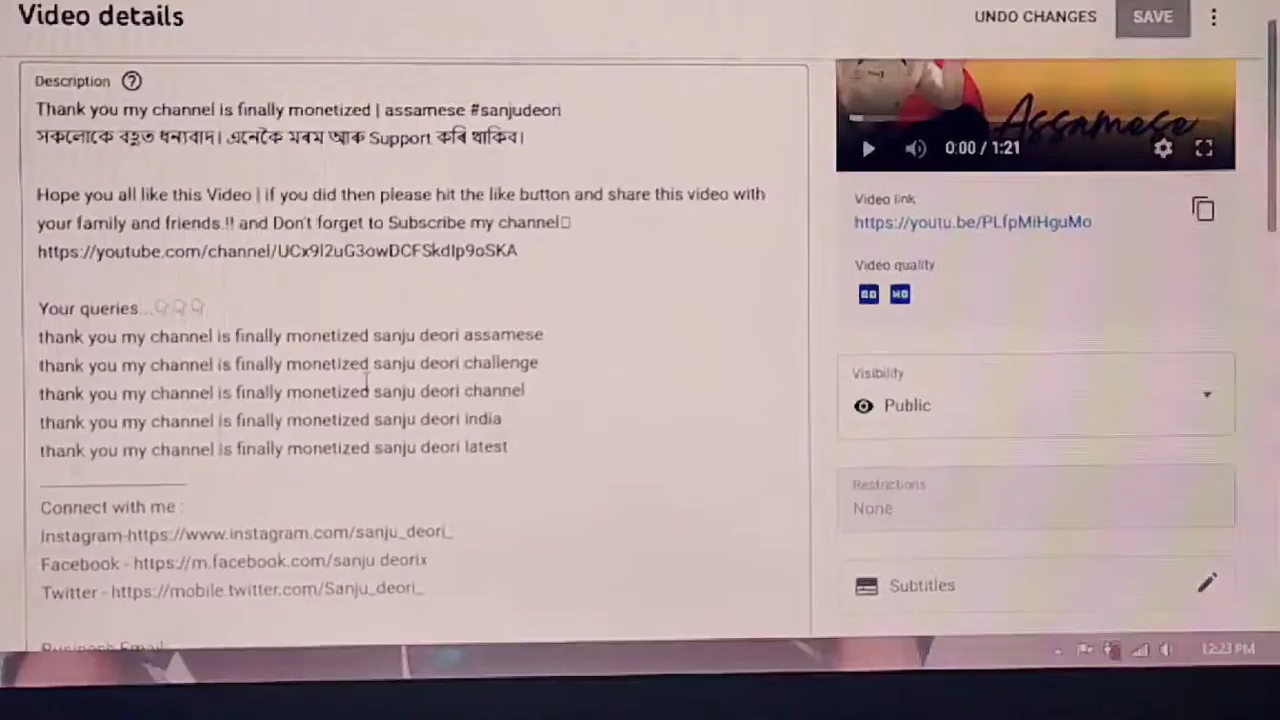 Video details
UNDO CHANGES
SAVE
Description
Thank you my channel is finally monetized | assamese #sanjudeori
সকলোকে বহুত ধন্যবাদ। এনেকৈ মৰম আৰু Support কৰি থাকিব।
Hope you all like this Video | if you did then please hit the like button and share this video with
your family and friends.!! and Don't forget to Subscribe my channel
https://youtube.com/channel/UCx9l2uG3owDCFSkdlp9oSKA
Your queries...
thank you my channel is finally monetized sanju deori assamese
thank you my channel is finally monetized sanju deori challenge
thank you my channel is finally monetized sanju deori channel
thank you my channel is finally monetized sanju deori india
thank you my channel is finally monetized sanju deori latest
Connect with me :
Instagram-https://www.instagram.com/sanju_deori_
Facebook - https://m.facebook.com/sanju deorix
Twitter - https://mobile.twitter.com/Sanju_deori_
Business Email
Assamese
0:00 / 1:21
Video link
https://youtu.be/PLfpMiHguMo
Video quality
SD HD
Visibility
Public
Restrictions
None
Subtitles
12:23 PM